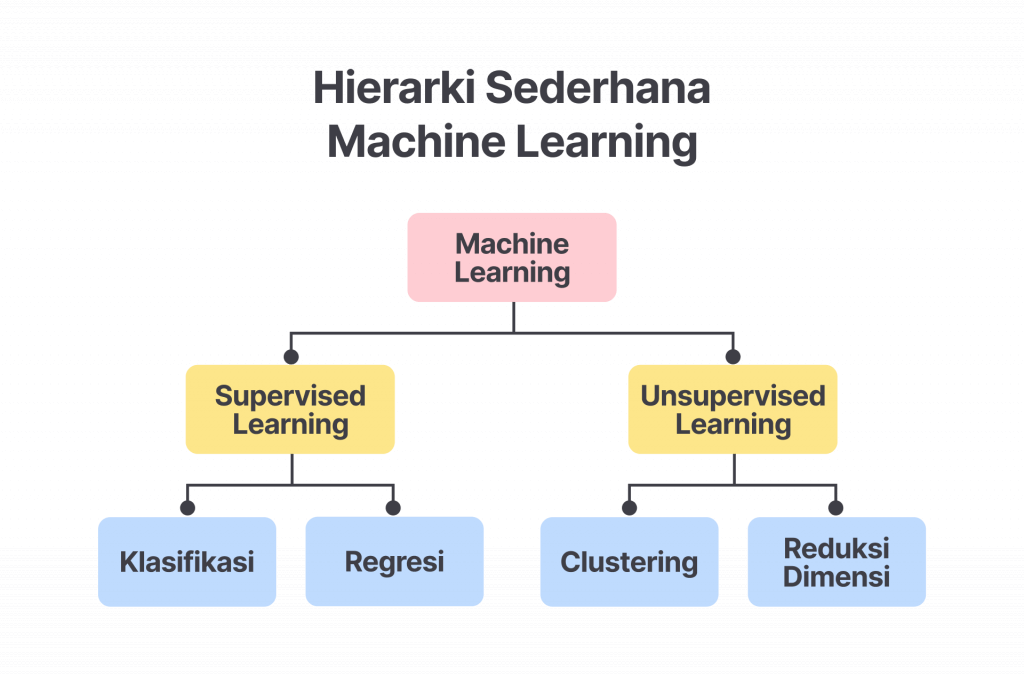 Hierarki Sederhana
Machine Learning
Machine
Learning
Supervised
Learning
Unsupervised
Learning
Klasifikasi
Regresi
Clustering
Reduksi
Dimensi